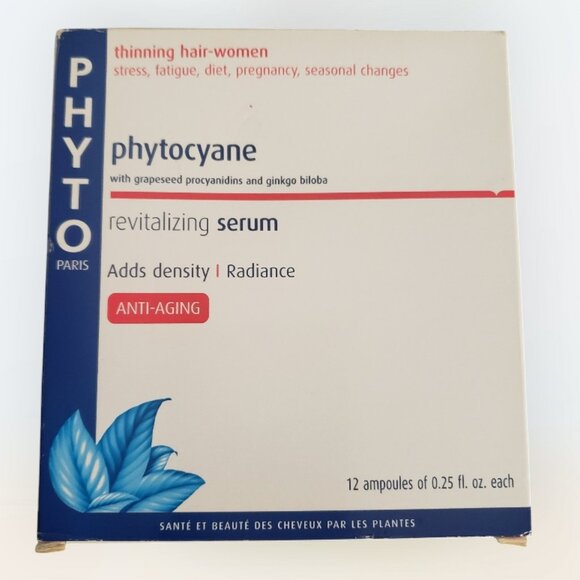 PHYTO
PARIS
thinning hair-women
stress, fatigue, diet, pregnancy, seasonal changes
phytocyane
with grapeseed procyanidins and ginkgo biloba
revitalizing serum
Adds density | Radiance
ANTI-AGING
12 ampoules of 0.25 fl. oz. each
SANTÉ ET BEAUTÉ DES CHEVEUX PAR LES PLANTES